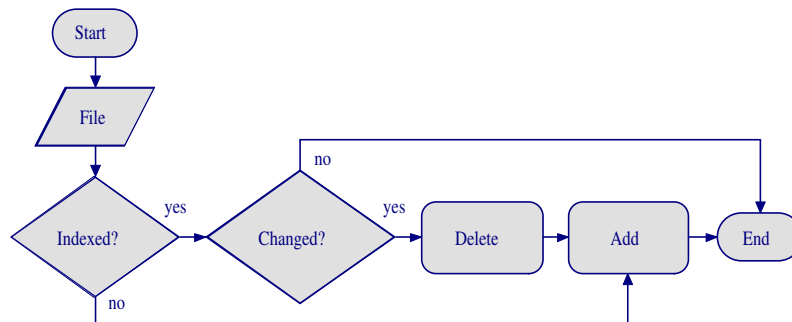 Start
File
no
yes
yes
Indexed?
Changed?
Delete
Add
End
no